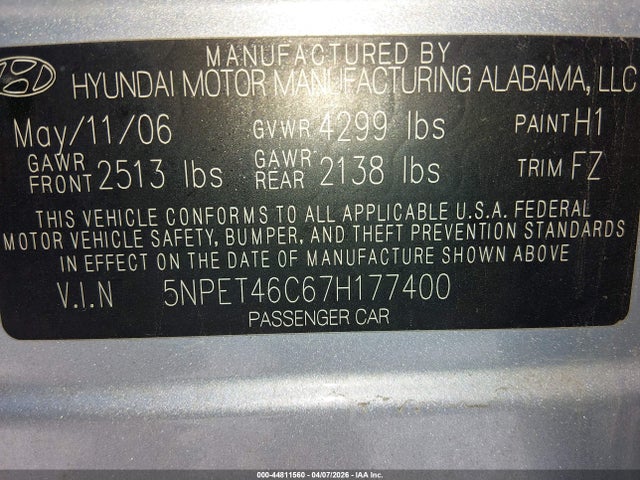 MANUFACTURED BY
HYUNDAI MOTOR MANUFACTURING ALABAMA, LLC
May/11/06 GVWR 4299 lbs PAINT H1
GAWR FRONT 2513 lbs GAWR REAR 2138 lbs TRIM FZ
THIS VEHICLE CONFORMS TO ALL APPLICABLE U.S.A. FEDERAL
MOTOR VEHICLE SAFETY, BUMPER, AND THEFT PREVENTION STANDARDS
IN EFFECT ON THE DATE OF MANUFACTURE SHOWN ABOVE
V.I.N 5NPET46C67H177400
PASSENGER CAR
000-44811560 - 04/07/2026 - IAA Inc.